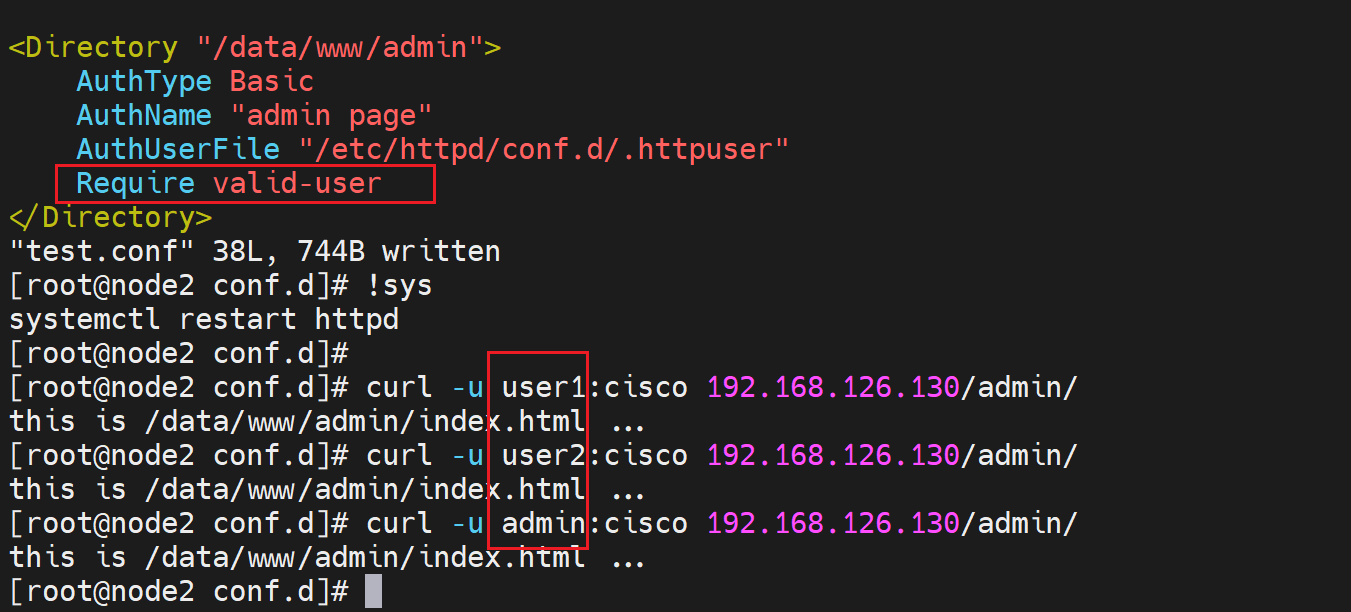 <Directory "/data/www/admin">
    AuthType Basic
    AuthName "admin page"
    AuthUserFile "/etc/httpd/conf.d/.httpuser"
    Require valid-user
</Directory>
"test.conf" 38L, 744B written
[root@node2 conf.d]# !sys
systemctl restart httpd
[root@node2 conf.d]#
[root@node2 conf.d]# curl -u user1:cisco 192.168.126.130/admin/
this is /data/www/admin/index.html ...
[root@node2 conf.d]# curl -u user2:cisco 192.168.126.130/admin/
this is /data/www/admin/index.html ...
[root@node2 conf.d]# curl -u admin:cisco 192.168.126.130/admin/
this is /data/www/admin/index.html ...
[root@node2 conf.d]#